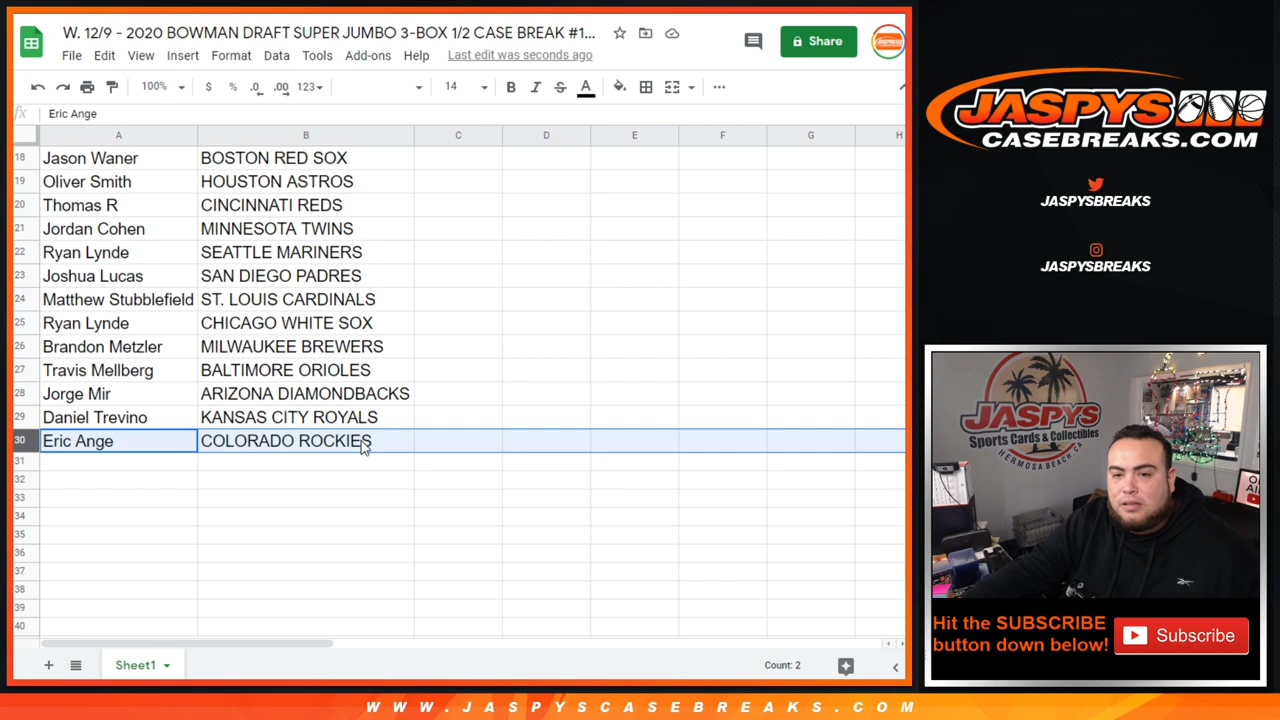 W. 12/9 - 2020 BOWMAN DRAFT SUPER JUMBO 3-BOX 1/2 CASE BREAK #1...
Share
File Edit View Insert Format Data Tools Add-ons Help Last edit was seconds ago
100% $ % .0 .00 123 14 B I S A
fx Eric Ange
A B C D E F G H
18 Jason Waner BOSTON RED SOX
19 Oliver Smith HOUSTON ASTROS
20 Thomas R CINCINNATI REDS
21 Jordan Cohen MINNESOTA TWINS
22 Ryan Lynde SEATTLE MARINERS
23 Joshua Lucas SAN DIEGO PADRES
24 Matthew Stubblefield ST. LOUIS CARDINALS
25 Ryan Lynde CHICAGO WHITE SOX
26 Brandon Metzler MILWAUKEE BREWERS
27 Travis Mellberg BALTIMORE ORIOLES
28 Jorge Mir ARIZONA DIAMONDBACKS
29 Daniel Trevino KANSAS CITY ROYALS
30 Eric Ange COLORADO ROCKIES
31
32
33
34
35
36
37
38
39
40
Sheet1 Count: 2
JASPYS
CASEBREAKS.COM
JASPYSBREAKS
JASPYSBREAKS
JASPYS
Sports Cards & Collectibles
HERMOSA BEACH, CA
Hit the SUBSCRIBE
button down below!
Subscribe
WWW.JASPYSCASEBREAKS.COM